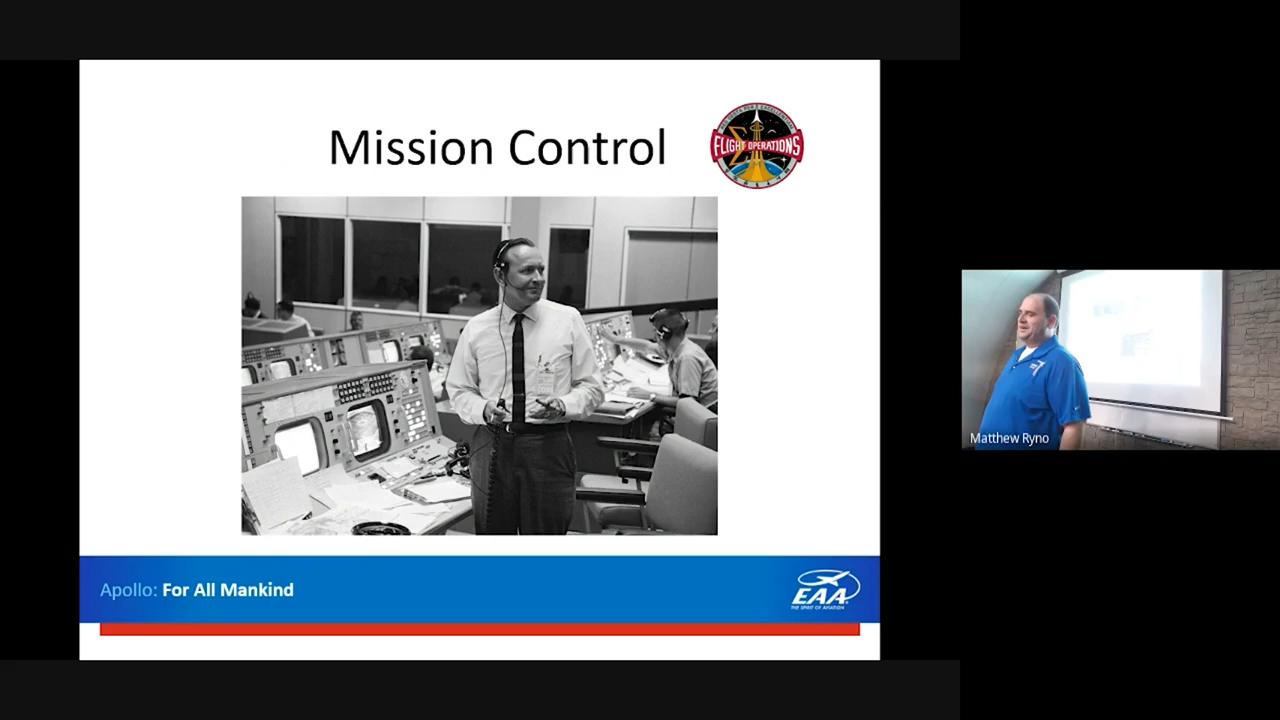 Mission Control
FLIGHT OPERATIONS
Apollo: For All Mankind
EAA
THE SPIRIT OF AVIATION
Matthew Ryno